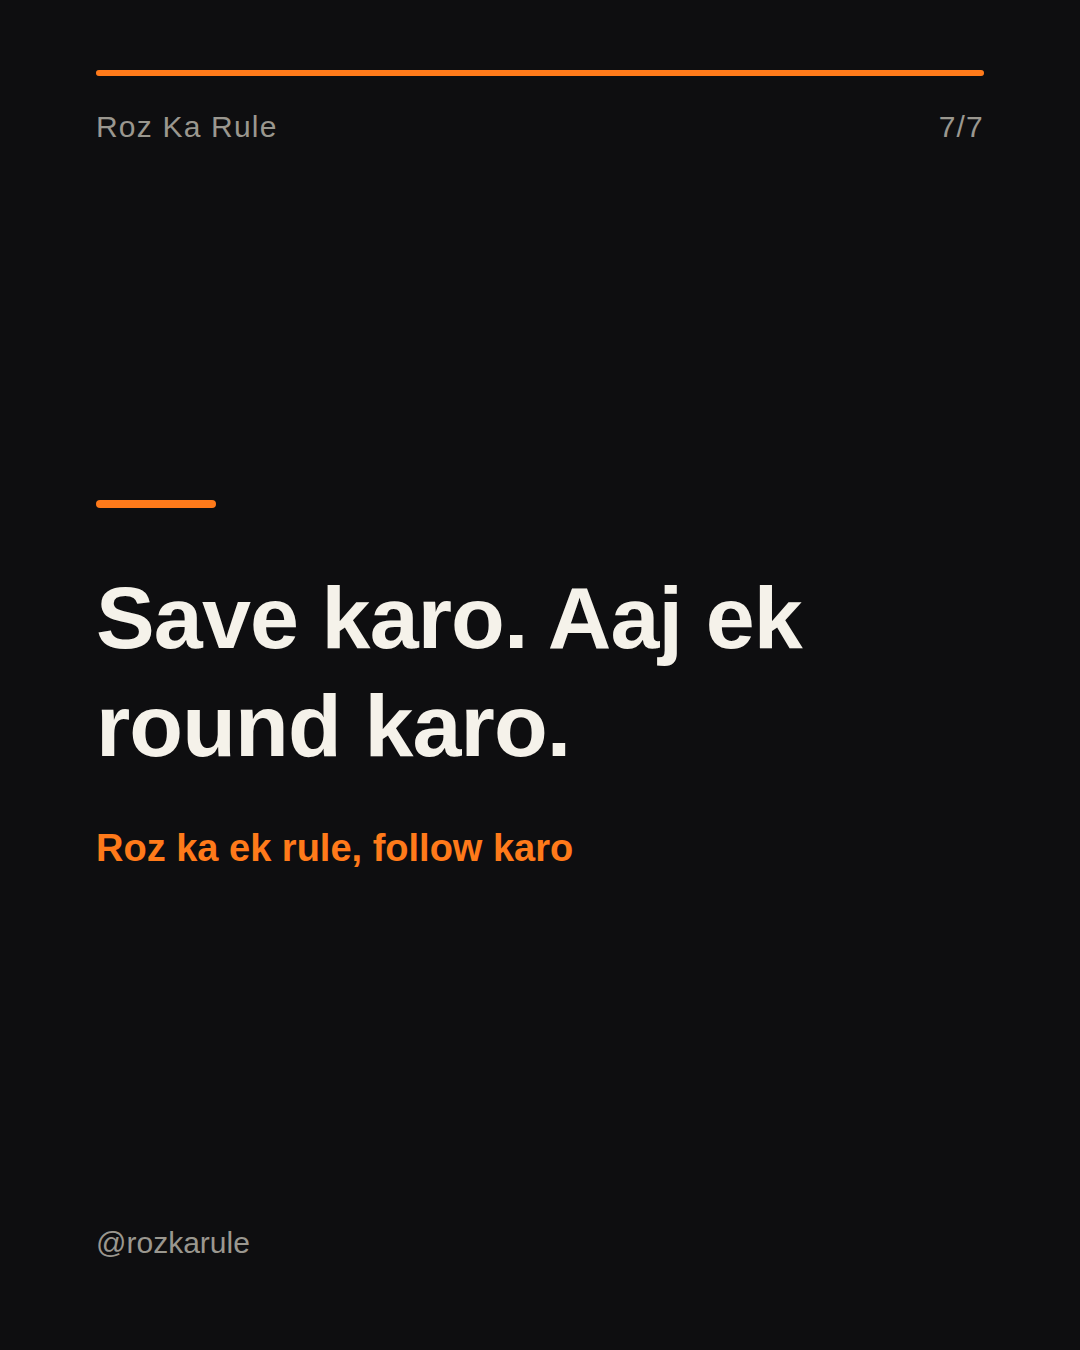 Roz Ka Rule
7/7
Save karo. Aaj ek
round karo.
Roz ka ek rule, follow karo
@rozkarule